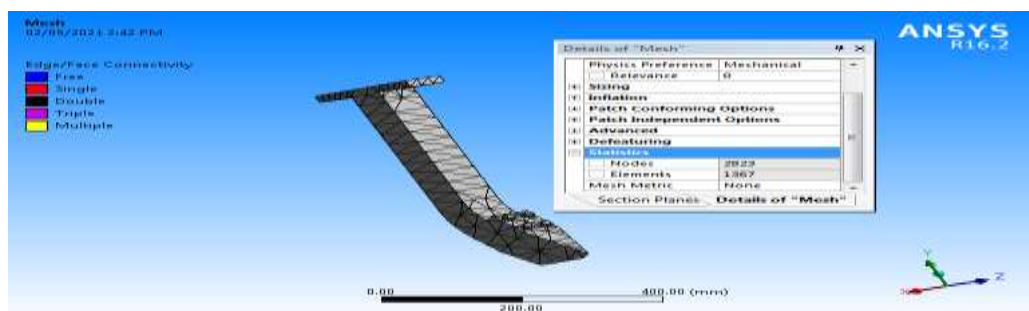 Mesh
02/05/2021 2:42 PM
Edge/Face Connectivity
Free
Single
Double
Triple
Multiple
ANSYS
R16.2
Details of "Mesh"
Physics Preference Mechanical
Relevance 0
Sizing
Inflation
Patch Conforming Options
Patch Independent Options
Advanced
Defeaturing
Statistics
Nodes 2823
Elements 1367
Mesh Metric None
Section Planes Details of "Mesh"
0.00 400.00 (mm)
200.00
Y
Z